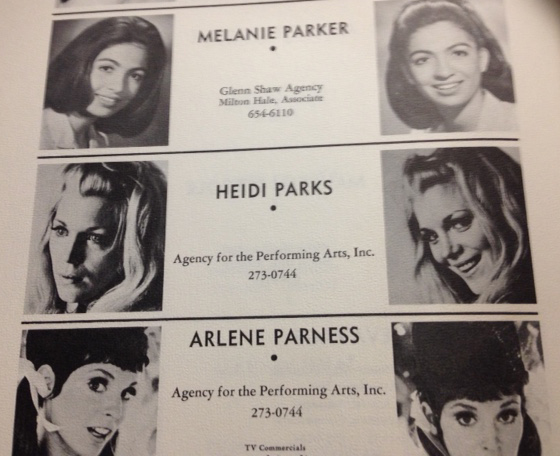 MELANIE PARKER
Glenn Shaw Agency
Milton Hale, Associate
654-6110
HEIDI PARKS
Agency for the Performing Arts, Inc.
273-0744
ARLENE PARNESS
Agency for the Performing Arts, Inc.
273-0744
TV Commercials